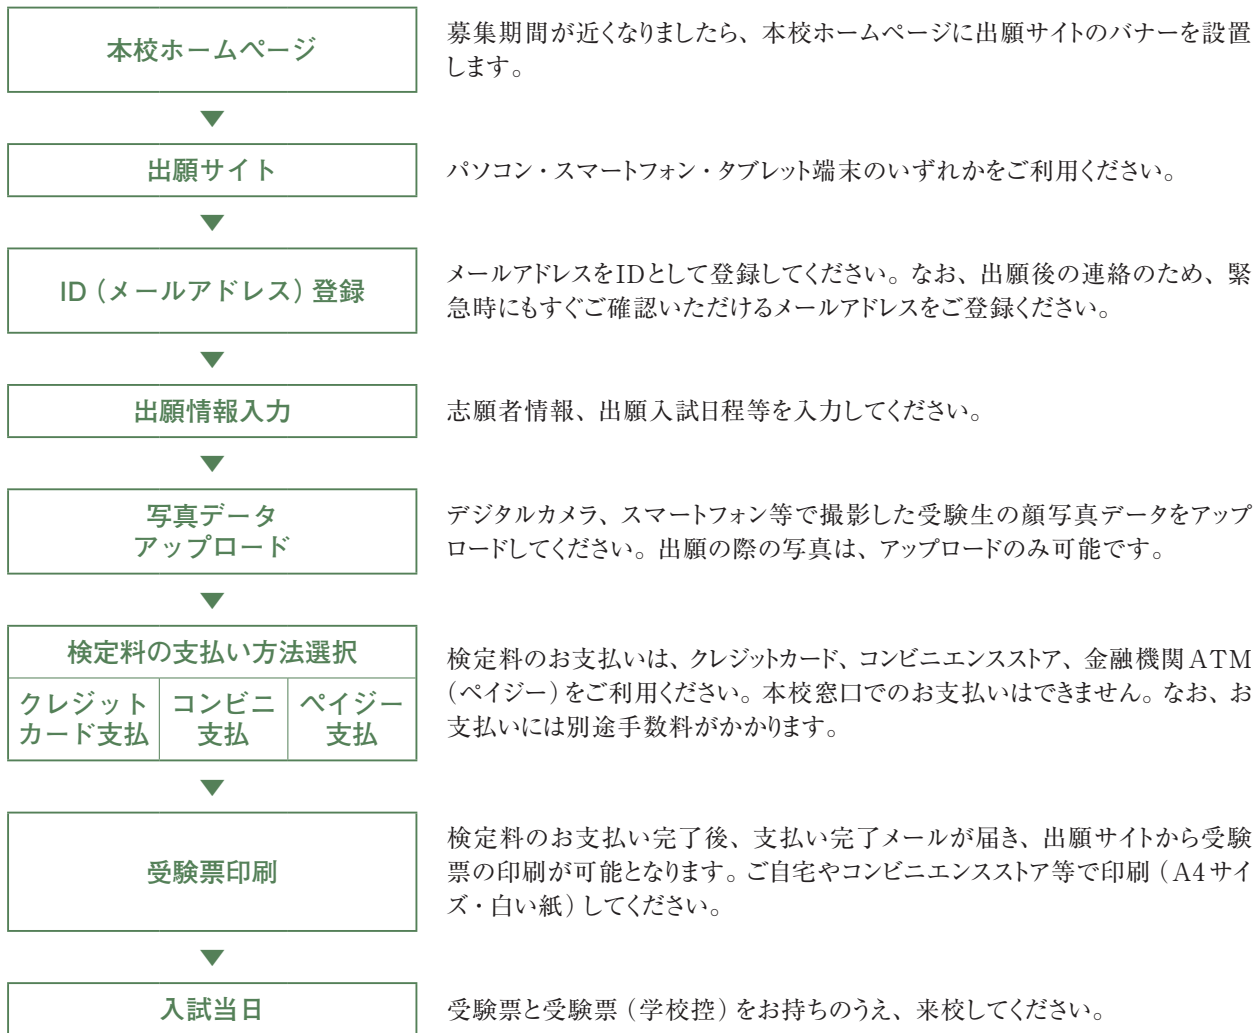 本校ホームページ
募集期間が近くなりましたら、本校ホームページに出願サイトのバナーを設置
します。
▼
出願サイト
パソコン・スマートフォン・タブレット端末のいずれかをご利用ください。
▼
ID（メールアドレス）登録
メールアドレスをIDとして登録してください。なお、出願後の連絡のため、緊
急時にもすぐご確認いただけるメールアドレスをご登録ください。
▼
出願情報入力
志願者情報、出願入試日程等を入力してください。
▼
写真データ
アップロード
デジタルカメラ、スマートフォン等で撮影した受験生の顔写真データをアップ
ロードしてください。出願の際の写真は、アップロードのみ可能です。
▼
検定料の支払い方法選択
クレジット
カード支払
コンビニ
支払
ペイジー
支払
検定料のお支払いは、クレジットカード、コンビニエンスストア、金融機関ATM
（ペイジー）をご利用ください。本校窓口でのお支払いはできません。なお、お
支払いには別途手数料がかかります。
▼
受験票印刷
検定料のお支払い完了後、支払い完了メールが届き、出願サイトから受験
票の印刷が可能となります。ご自宅やコンビニエンスストア等で印刷（A4サイ
ズ・白い紙）してください。
▼
入試当日
受験票と受験票（学校控）をお持ちのうえ、来校してください。